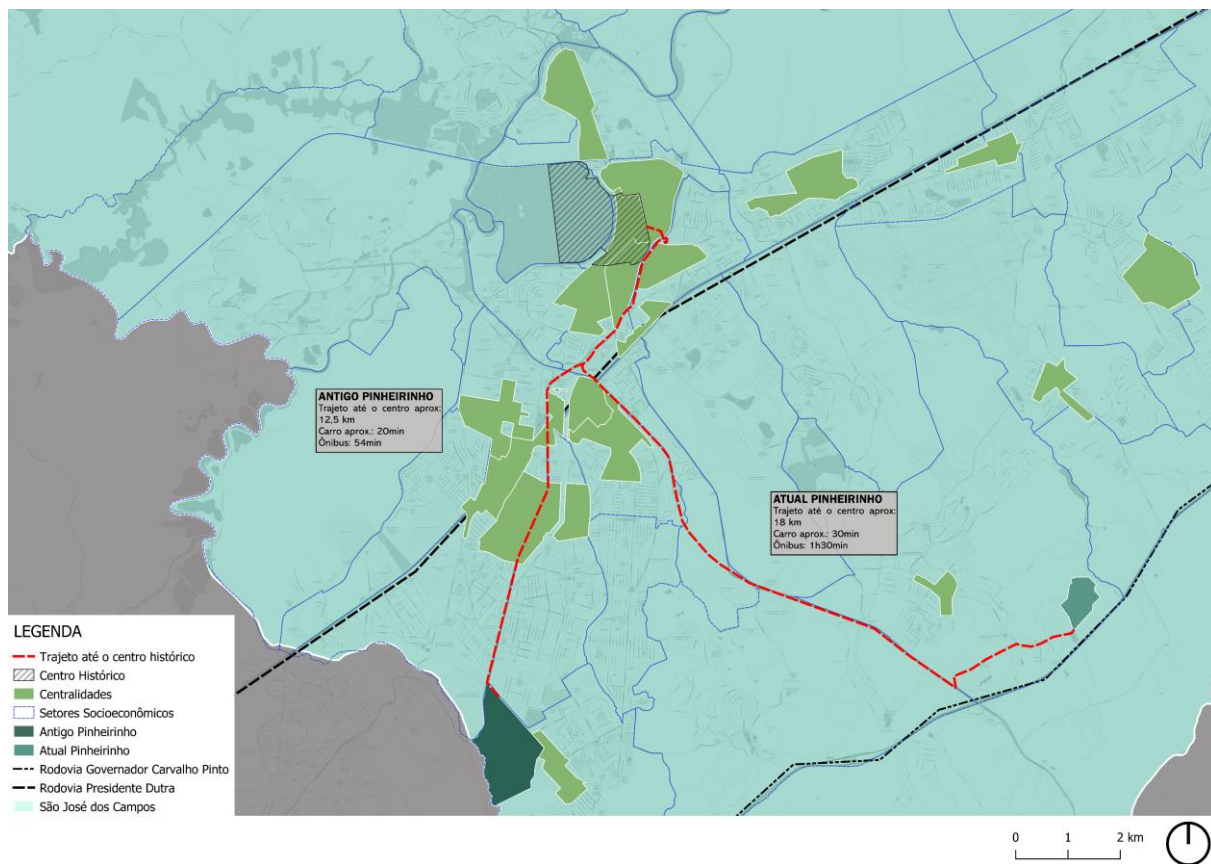 ANTIGO PINHEIRINHO
Trajeto até o centro aprox:
12,5 km
Carro aprox.: 20min
Ônibus: 54min
ATUAL PINHEIRINHO
Trajeto até o centro aprox:
18 km
Carro aprox.: 30min
Ônibus: 1h30min
LEGENDA
Trajeto até o centro histórico
Centro Histórico
Centralidades
Setores Socioeconômicos
Antigo Pinheirinho
Atual Pinheirinho
Rodovia Governador Carvalho Pinto
Rodovia Presidente Dutra
São José dos Campos
0 1 2 km